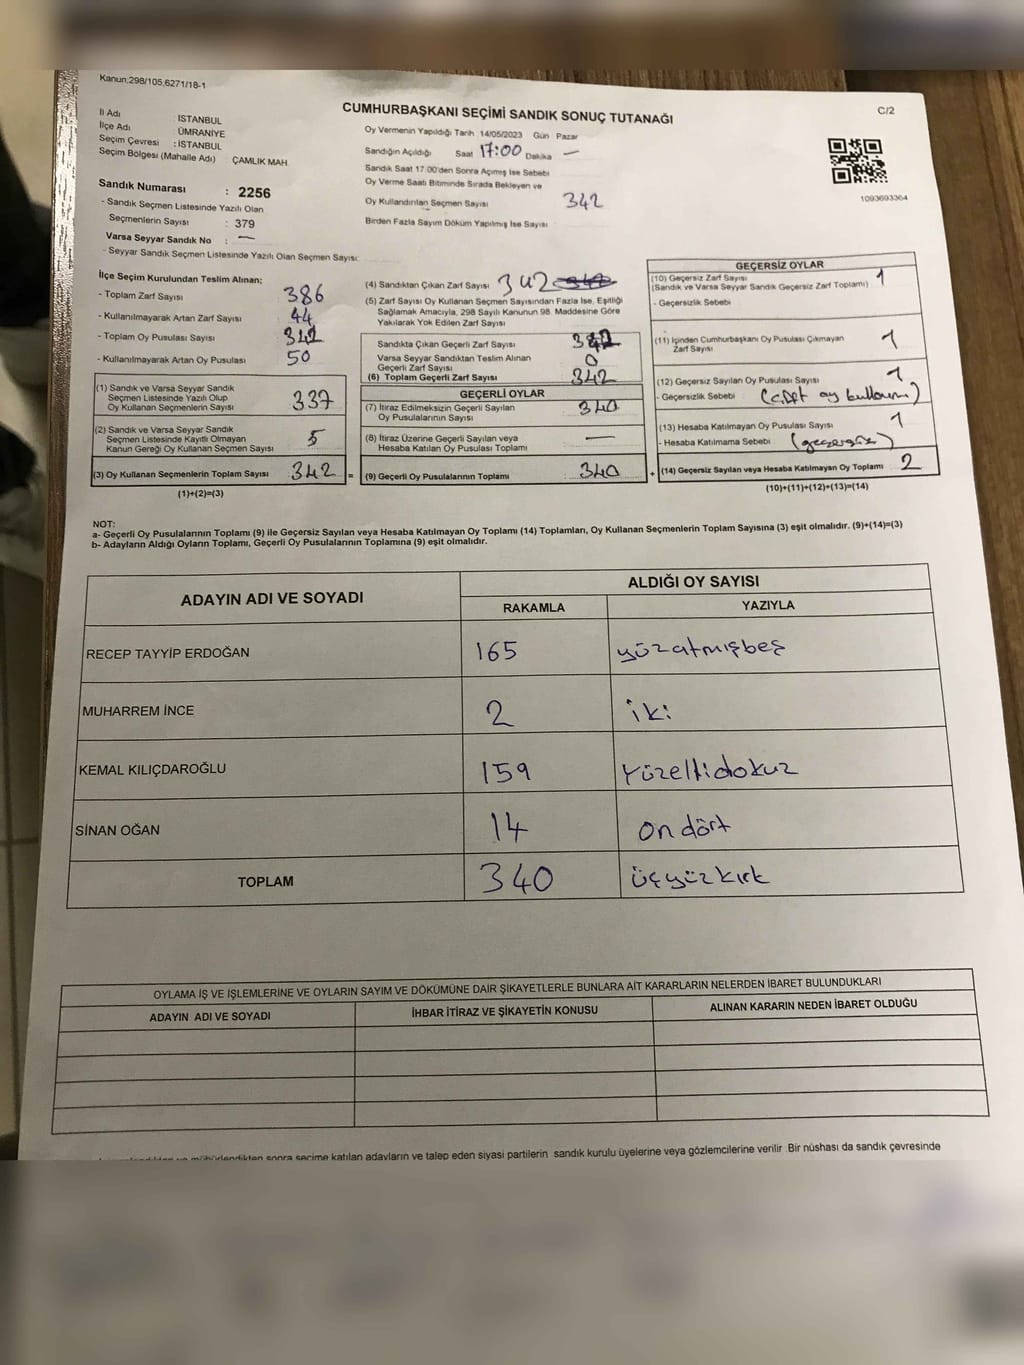 Kanun;298/105,6271/18-1
CUMHURBAŞKANI SEÇİMİ SANDIK SONUÇ TUTANAĞI
C/2
İl Adı : İSTANBUL
İlçe Adı : ÜMRANİYE
Seçim Çevresi : İSTANBUL
Seçim Bölgesi (Mahalle Adı) ÇAMLIK MAH.
Sandık Numarası : 2256
- Sandık Seçmen Listesinde Yazılı Olan
Seçmenlerin Sayısı : 379
Varsa Seyyar Sandık No : —
- Seyyar Sandık Seçmen Listesinde Yazılı Olan Seçmen Sayısı:
Oy Vermenin Yapıldığı Tarih 14/05/2023 Gün Pazar
Sandığın Açıldığı Saat 17:00 Dakika —
Sandık Saat 17:00'den Sonra Açımış İse Sebebi
Oy Verme Saati Bitiminde Sırada Bekleyen ve
Oy Kullandırılan Seçmen Sayısı 342
Birden Fazla Sayım Döküm Yapılmış İse Sayısı :
1093693364
İlçe Seçim Kurulundan Teslim Alınan:
- Toplam Zarf Sayısı 386
- Kullanılmayarak Artan Zarf Sayısı 44
- Toplam Oy Pusulası Sayısı 342
- Kullanılmayarak Artan Oy Pusulası 50
(1) Sandık ve Varsa Seyyar Sandık
Seçmen Listesinde Yazılı Olup
Oy Kullanan Seçmenlerin Sayısı 337
(2) Sandık ve Varsa Seyyar Sandık
Seçmen Listesinde Kayıtlı Olmayan
Kanun Gereği Oy Kullanan Seçmen Sayısı 5
(3) Oy Kullanan Seçmenlerin Toplam Sayısı 342 =
(1)+(2)=(3)
(4) Sandıktan Çıkan Zarf Sayısı 342
(5) Zarf Sayısı Oy Kullanan Seçmen Sayısından Fazla İse, Eşitliği
Sağlamak Amacıyla, 298 Sayılı Kanunun 98. Maddesine Göre
Yakılarak Yok Edilen Zarf Sayısı
Sandıkta Çıkan Geçerli Zarf Sayısı 342
Varsa Seyyar Sandıktan Teslim Alınan
Geçerli Zarf Sayısı 0
(6) Toplam Geçerli Zarf Sayısı 342
GEÇERLİ OYLAR
(7) İtiraz Edilmeksizin Geçerli Sayılan
Oy Pusulalarının Sayısı 340
(8) İtiraz Üzerine Geçerli Sayılan veya
Hesaba Katılan Oy Pusulası Toplamı —
(9) Geçerli Oy Pusulalarının Toplamı 340 +
GEÇERSİZ OYLAR
(10) Geçersiz Zarf Sayısı 1
(Sandık ve Varsa Seyyar Sandık Geçersiz Zarf Toplamı)
- Geçersizlik Sebebi
(11) İçinden Cumhurbaşkanı Oy Pusulası Çıkmayan
Zarf Sayısı 1
(12) Geçersiz Sayılan Oy Pusulası Sayısı 1
- Geçersizlik Sebebi (çift oy kullanımı)
(13) Hesaba Katılmayan Oy Pusulası Sayısı 1
- Hesaba Katılmama Sebebi (geçersiz)
(14) Geçersiz Sayılan veya Hesaba Katılmayan Oy Toplamı 2
(10)+(11)+(12)+(13)=(14)
NOT:
a- Geçerli Oy Pusulalarının Toplamı (9) ile Geçersiz Sayılan veya Hesaba Katılmayan Oy Toplamı (14) Toplamları, Oy Kullanan Seçmenlerin Toplam Sayısına (3) eşit olmalıdır. (9)+(14)=(3)
b- Adayların Aldığı Oyların Toplamı, Geçerli Oy Pusulalarının Toplamına (9) eşit olmalıdır.
ADAYIN ADI VE SOYADI
ALDIĞI OY SAYISI
RAKAMLA YAZIYLA
RECEP TAYYİP ERDOĞAN 165 yüzatmışbeş
MUHARREM İNCE 2 iki
KEMAL KILIÇDAROĞLU 159 Yüzellidokuz
SİNAN OĞAN 14 on dört
TOPLAM 340 üçyüzkırk
OYLAMA İŞ VE İŞLEMLERİNE VE OYLARIN SAYIM VE DÖKÜMÜNE DAİR ŞİKAYETLERLE BUNLARA AİT KARARLARIN NELERDEN İBARET BULUNDUKLARI
ADAYIN ADI VE SOYADI İHBAR İTİRAZ VE ŞİKAYETİN KONUSU ALINAN KARARIN NEDEN İBARET OLDUĞU
sonra seçime katılan adayların ve talep eden siyasi partilerin sandık kurulu üyelerine veya gözlemcilerine verilir. Bir nüshası da sandık çevresinde